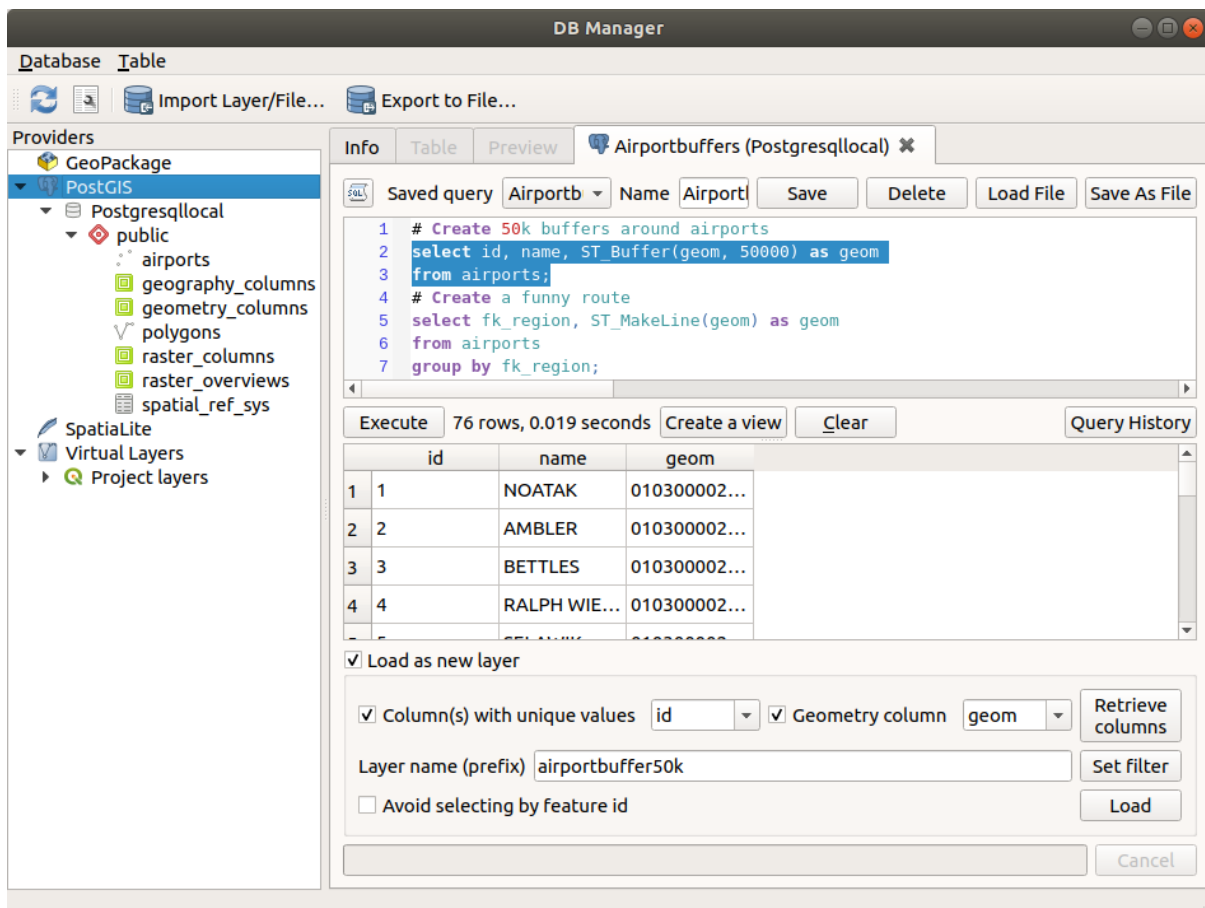 DB Manager
Database Table
Import Layer/File... Export to File...
Providers
GeoPackage
PostGIS
Postgresqllocal
public
airports
geography_columns
geometry_columns
polygons
raster_columns
raster_overviews
spatial_ref_sys
SpatiaLite
Virtual Layers
Project layers
Info Table Preview Airportbuffers (Postgresqllocal)
SQL Saved query Airportb Name Airportl Save Delete Load File Save As File
1 # Create 50k buffers around airports
2 select id, name, ST_Buffer(geom, 50000) as geom
3 from airports;
4 # Create a funny route
5 select fk_region, ST_MakeLine(geom) as geom
6 from airports
7 group by fk_region;
Execute 76 rows, 0.019 seconds Create a view Clear Query History
id name geom
1 1 NOATAK 010300002...
2 2 AMBLER 010300002...
3 3 BETTLES 010300002...
4 4 RALPH WIE... 010300002...
Load as new layer
Column(s) with unique values id Geometry column geom Retrieve columns
Layer name (prefix) airportbuffer50k Set filter
Avoid selecting by feature id Load
Cancel